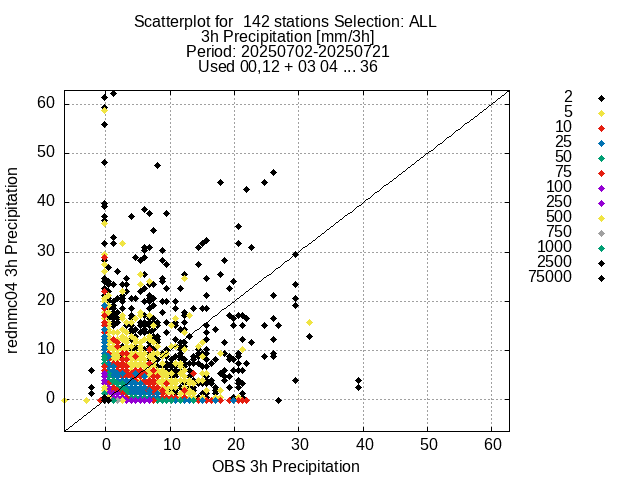 Scatterplot for  142 stations Selection: ALL
3h Precipitation [mm/3h]
Period: 20250702-20250721
Used 00,12 + 03 04 ... 36
rednmc04 3h Precipitation
60
50
40
30
20
10
0
0 10 20 30 40 50 60
OBS 3h Precipitation
2
5
10
25
50
75
100
250
500
750
1000
2500
75000